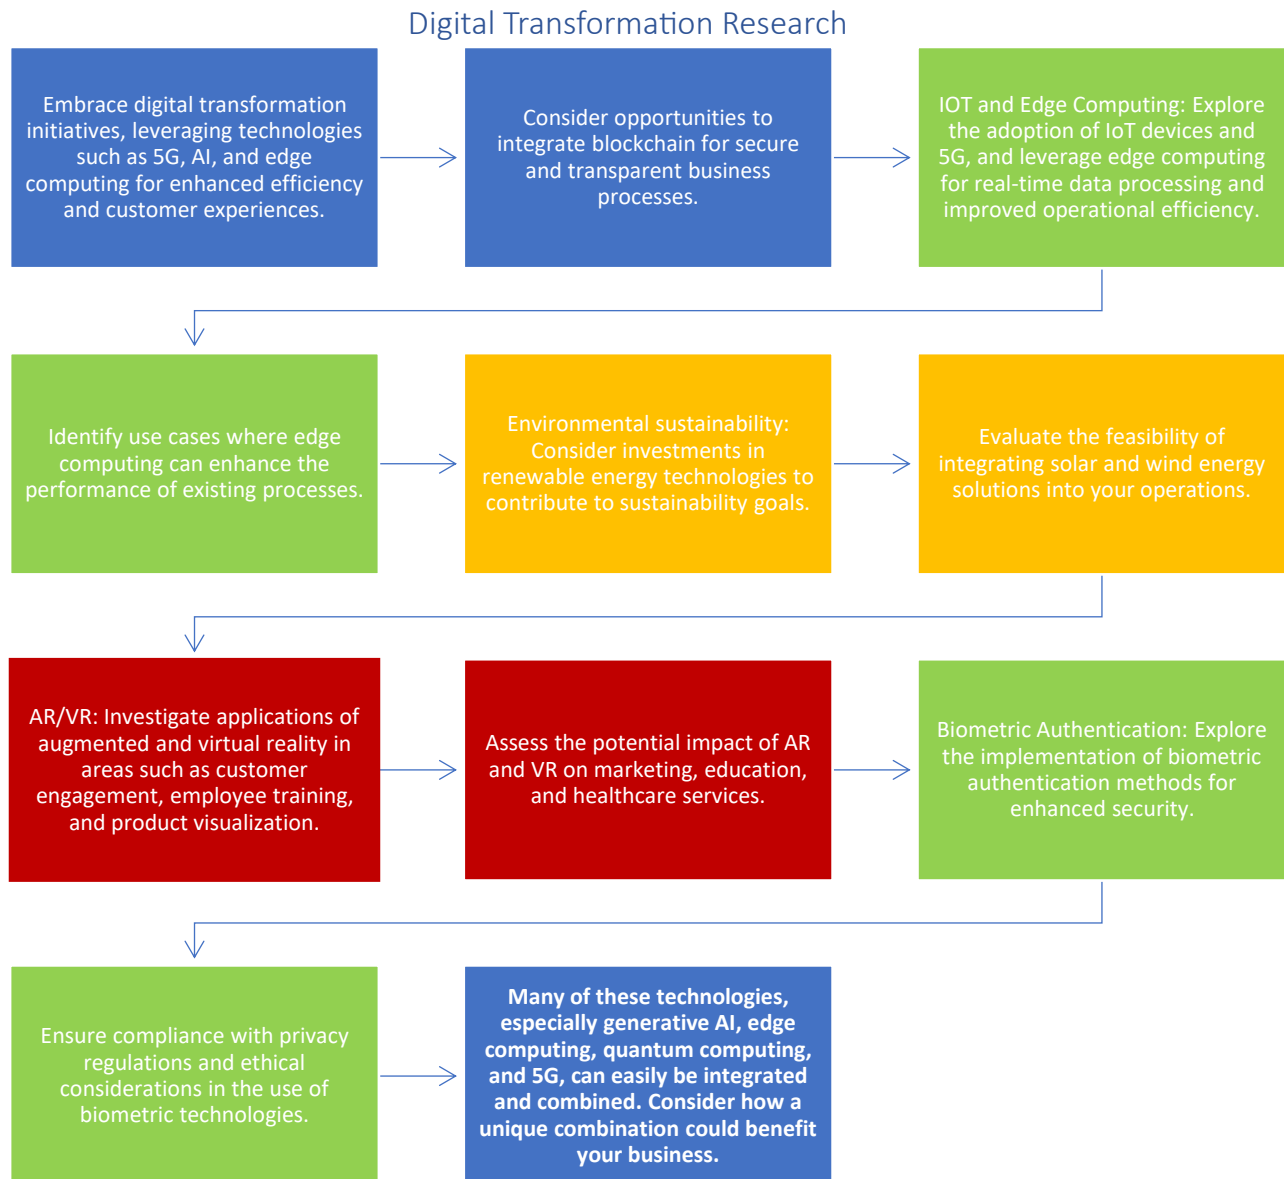 Digital Transformation Research
Embrace digital transformation
initiatives, leveraging technologies
such as 5G, AI, and edge
computing for enhanced efficiency
and customer experiences.
Consider opportunities to
integrate blockchain for secure
and transparent business
processes.
IOT and Edge Computing: Explore
the adoption of IoT devices and
5G, and leverage edge computing
for real-time data processing and
improved operational efficiency.
Identify use cases where edge
computing can enhance the
performance of existing processes.
Environmental sustainability:
Consider investments in
renewable energy technologies to
contribute to sustainability goals.
Evaluate the feasibility of
integrating solar and wind energy
solutions into your operations.
AR/VR: Investigate applications of
augmented and virtual reality in
areas such as customer
engagement, employee training,
and product visualization.
Assess the potential impact of AR
and VR on marketing, education,
and healthcare services.
Biometric Authentication: Explore
the implementation of biometric
authentication methods for
enhanced security.
Ensure compliance with privacy
regulations and ethical
considerations in the use of
biometric technologies.
Many of these technologies,
especially generative AI, edge
computing, quantum computing,
and 5G, can easily be integrated
and combined. Consider how a
unique combination could benefit
your business.